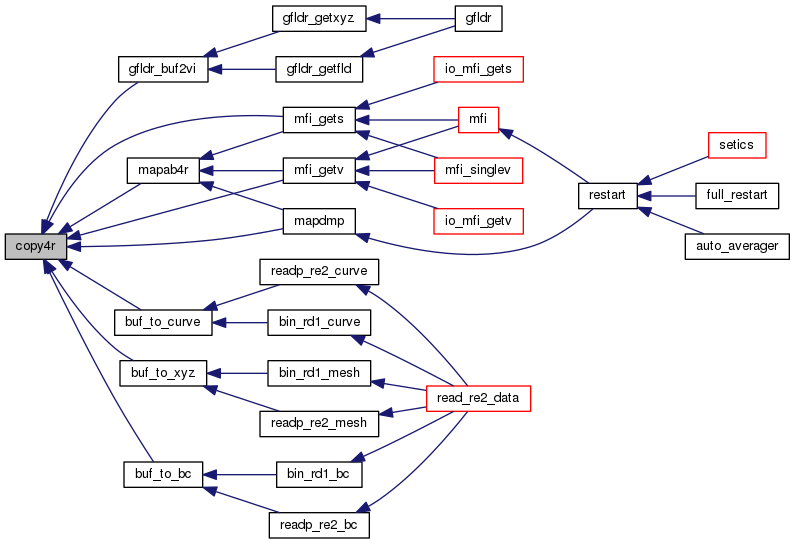 copy4r
gfldr_buf2vi
gfldr_getxyz
gfldr
gfldr_getfld
mfi_gets
io_mfi_gets
mfi
mapab4r
mfi_getv
mfi_singlev
io_mfi_getv
mapdmp
restart
setics
full_restart
auto_averager
buf_to_curve
readp_re2_curve
bin_rd1_curve
buf_to_xyz
bin_rd1_mesh
readp_re2_mesh
read_re2_data
buf_to_bc
bin_rd1_bc
readp_re2_bc